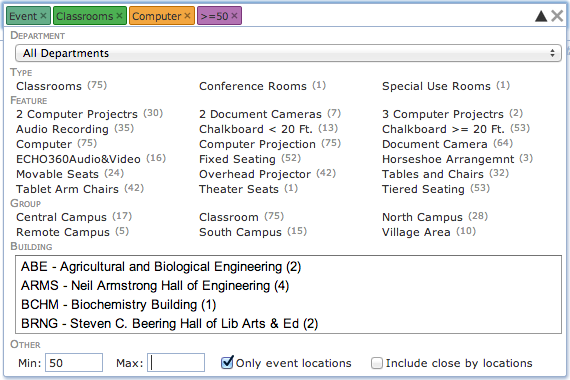 Event × Classrooms × Computer × >=50 ×
DEPARTMENT
All Departments
TYPE
Classrooms (75) Conference Rooms (1) Special Use Rooms (1)
FEATURE
2 Computer Projectrs (30) 2 Document Cameras (7) 3 Computer Projectrs (2)
Audio Recording (35) Chalkboard < 20 Ft. (13) Chalkboard >= 20 Ft. (53)
Computer (75) Computer Projection (75) Document Camera (64)
ECHO360Audio&Video (16) Fixed Seating (52) Horseshoe Arrangemnt (3)
Movable Seats (24) Overhead Projector (42) Tables and Chairs (32)
Tablet Arm Chairs (42) Theater Seats (1) Tiered Seating (53)
GROUP
Central Campus (17) Classroom (75) North Campus (28)
Remote Campus (5) South Campus (15) Village Area (10)
BUILDING
ABE - Agricultural and Biological Engineering (2)
ARMS - Neil Armstrong Hall of Engineering (4)
BCHM - Biochemistry Building (1)
BRNG - Steven C. Beering Hall of Lib Arts & Ed (2)
OTHER
Min: 50 Max: Only event locations Include close by locations